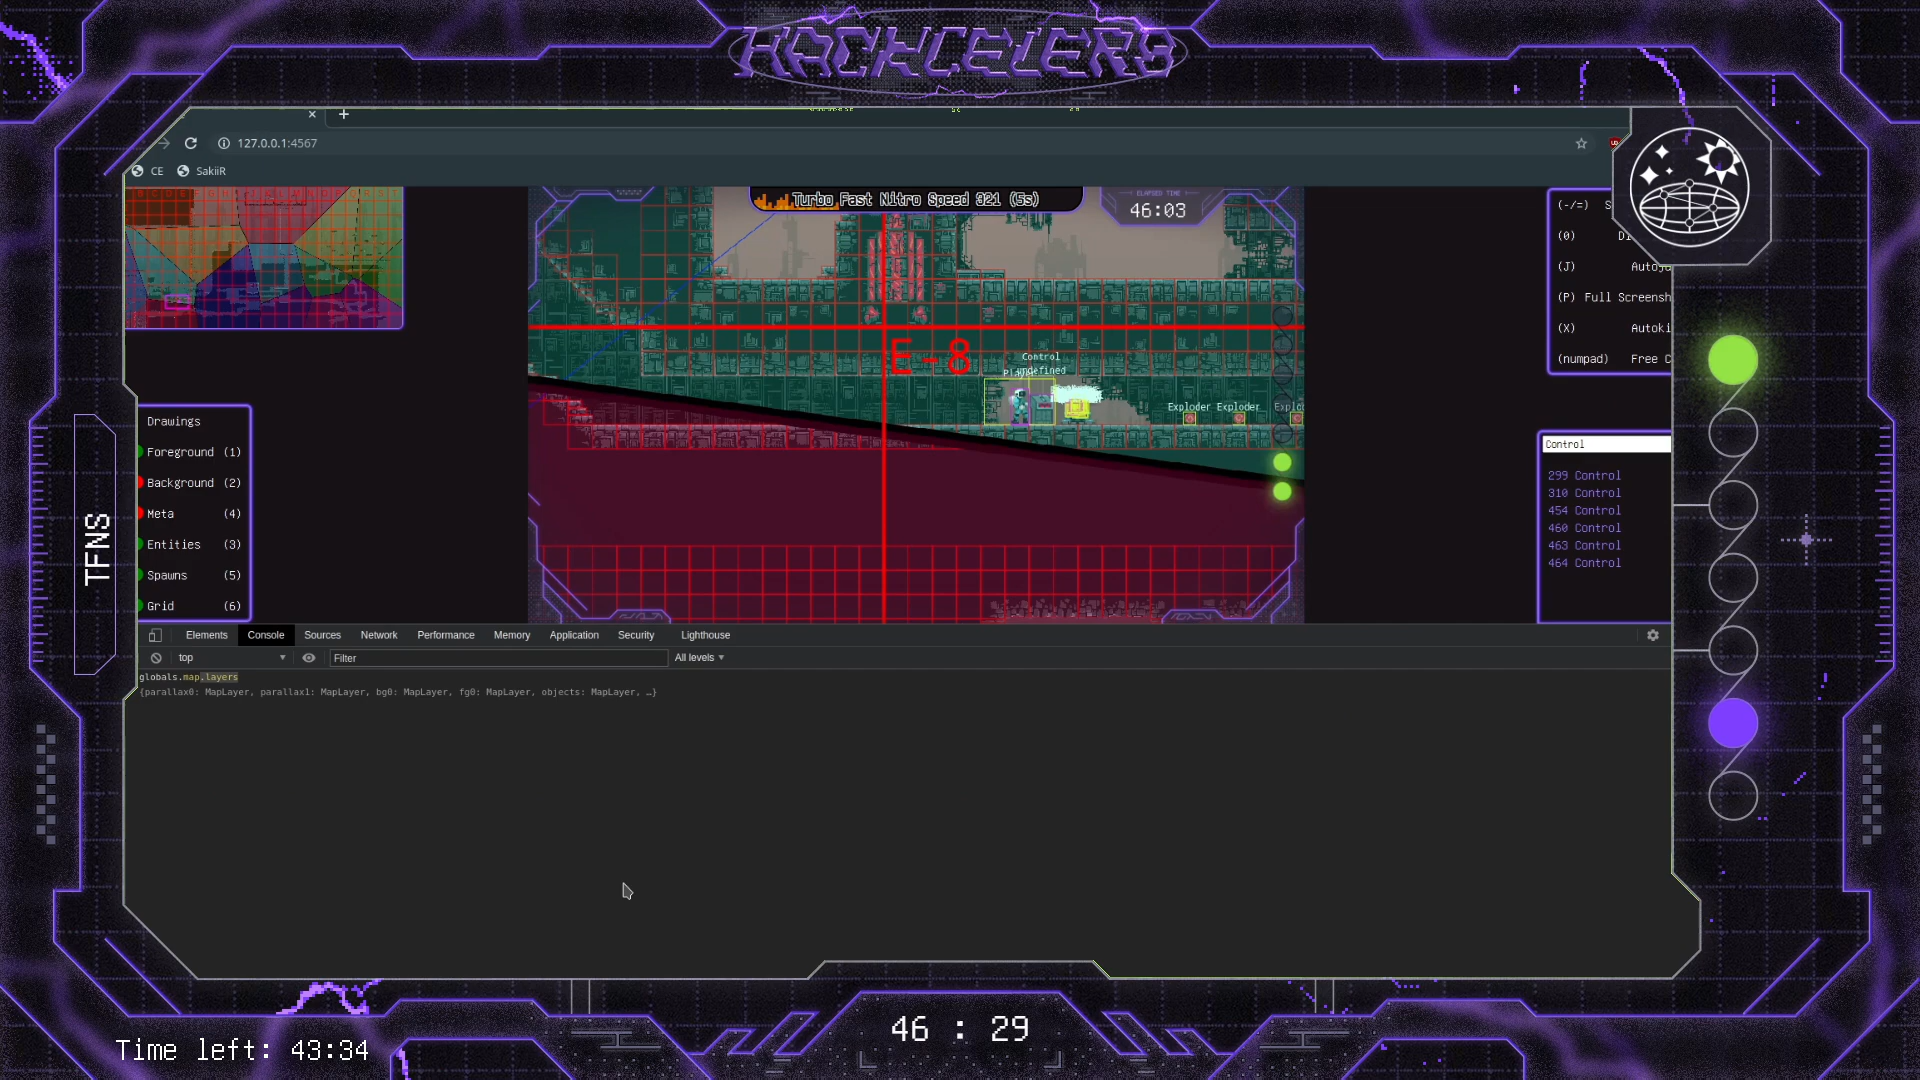 HACKCELER8
127.0.0.1:4567
CE
SakiiR
Turbo Fast Nitro Speed 321 (5s)
ELAPSED TIME
46:03
(-/=) S
(0)
(J)
(P) Full Screensh
(X) Autoki
(numpad) Free C
E-8
Control
undefined
Exploder Exploder
Drawings
Foreground (1)
Background (2)
Meta (4)
Entities (3)
Spawns (5)
Grid (6)
TFNS
Control
299 Control
310 Control
454 Control
460 Control
463 Control
464 Control
Elements Console Sources Network Performance Memory Application Security Lighthouse
top Filter All levels
globals.map.layers
{parallax0: MapLayer, parallax1: MapLayer, bg0: MapLayer, fg0: MapLayer, objects: MapLayer, …}
46 : 29
Time left: 43:34